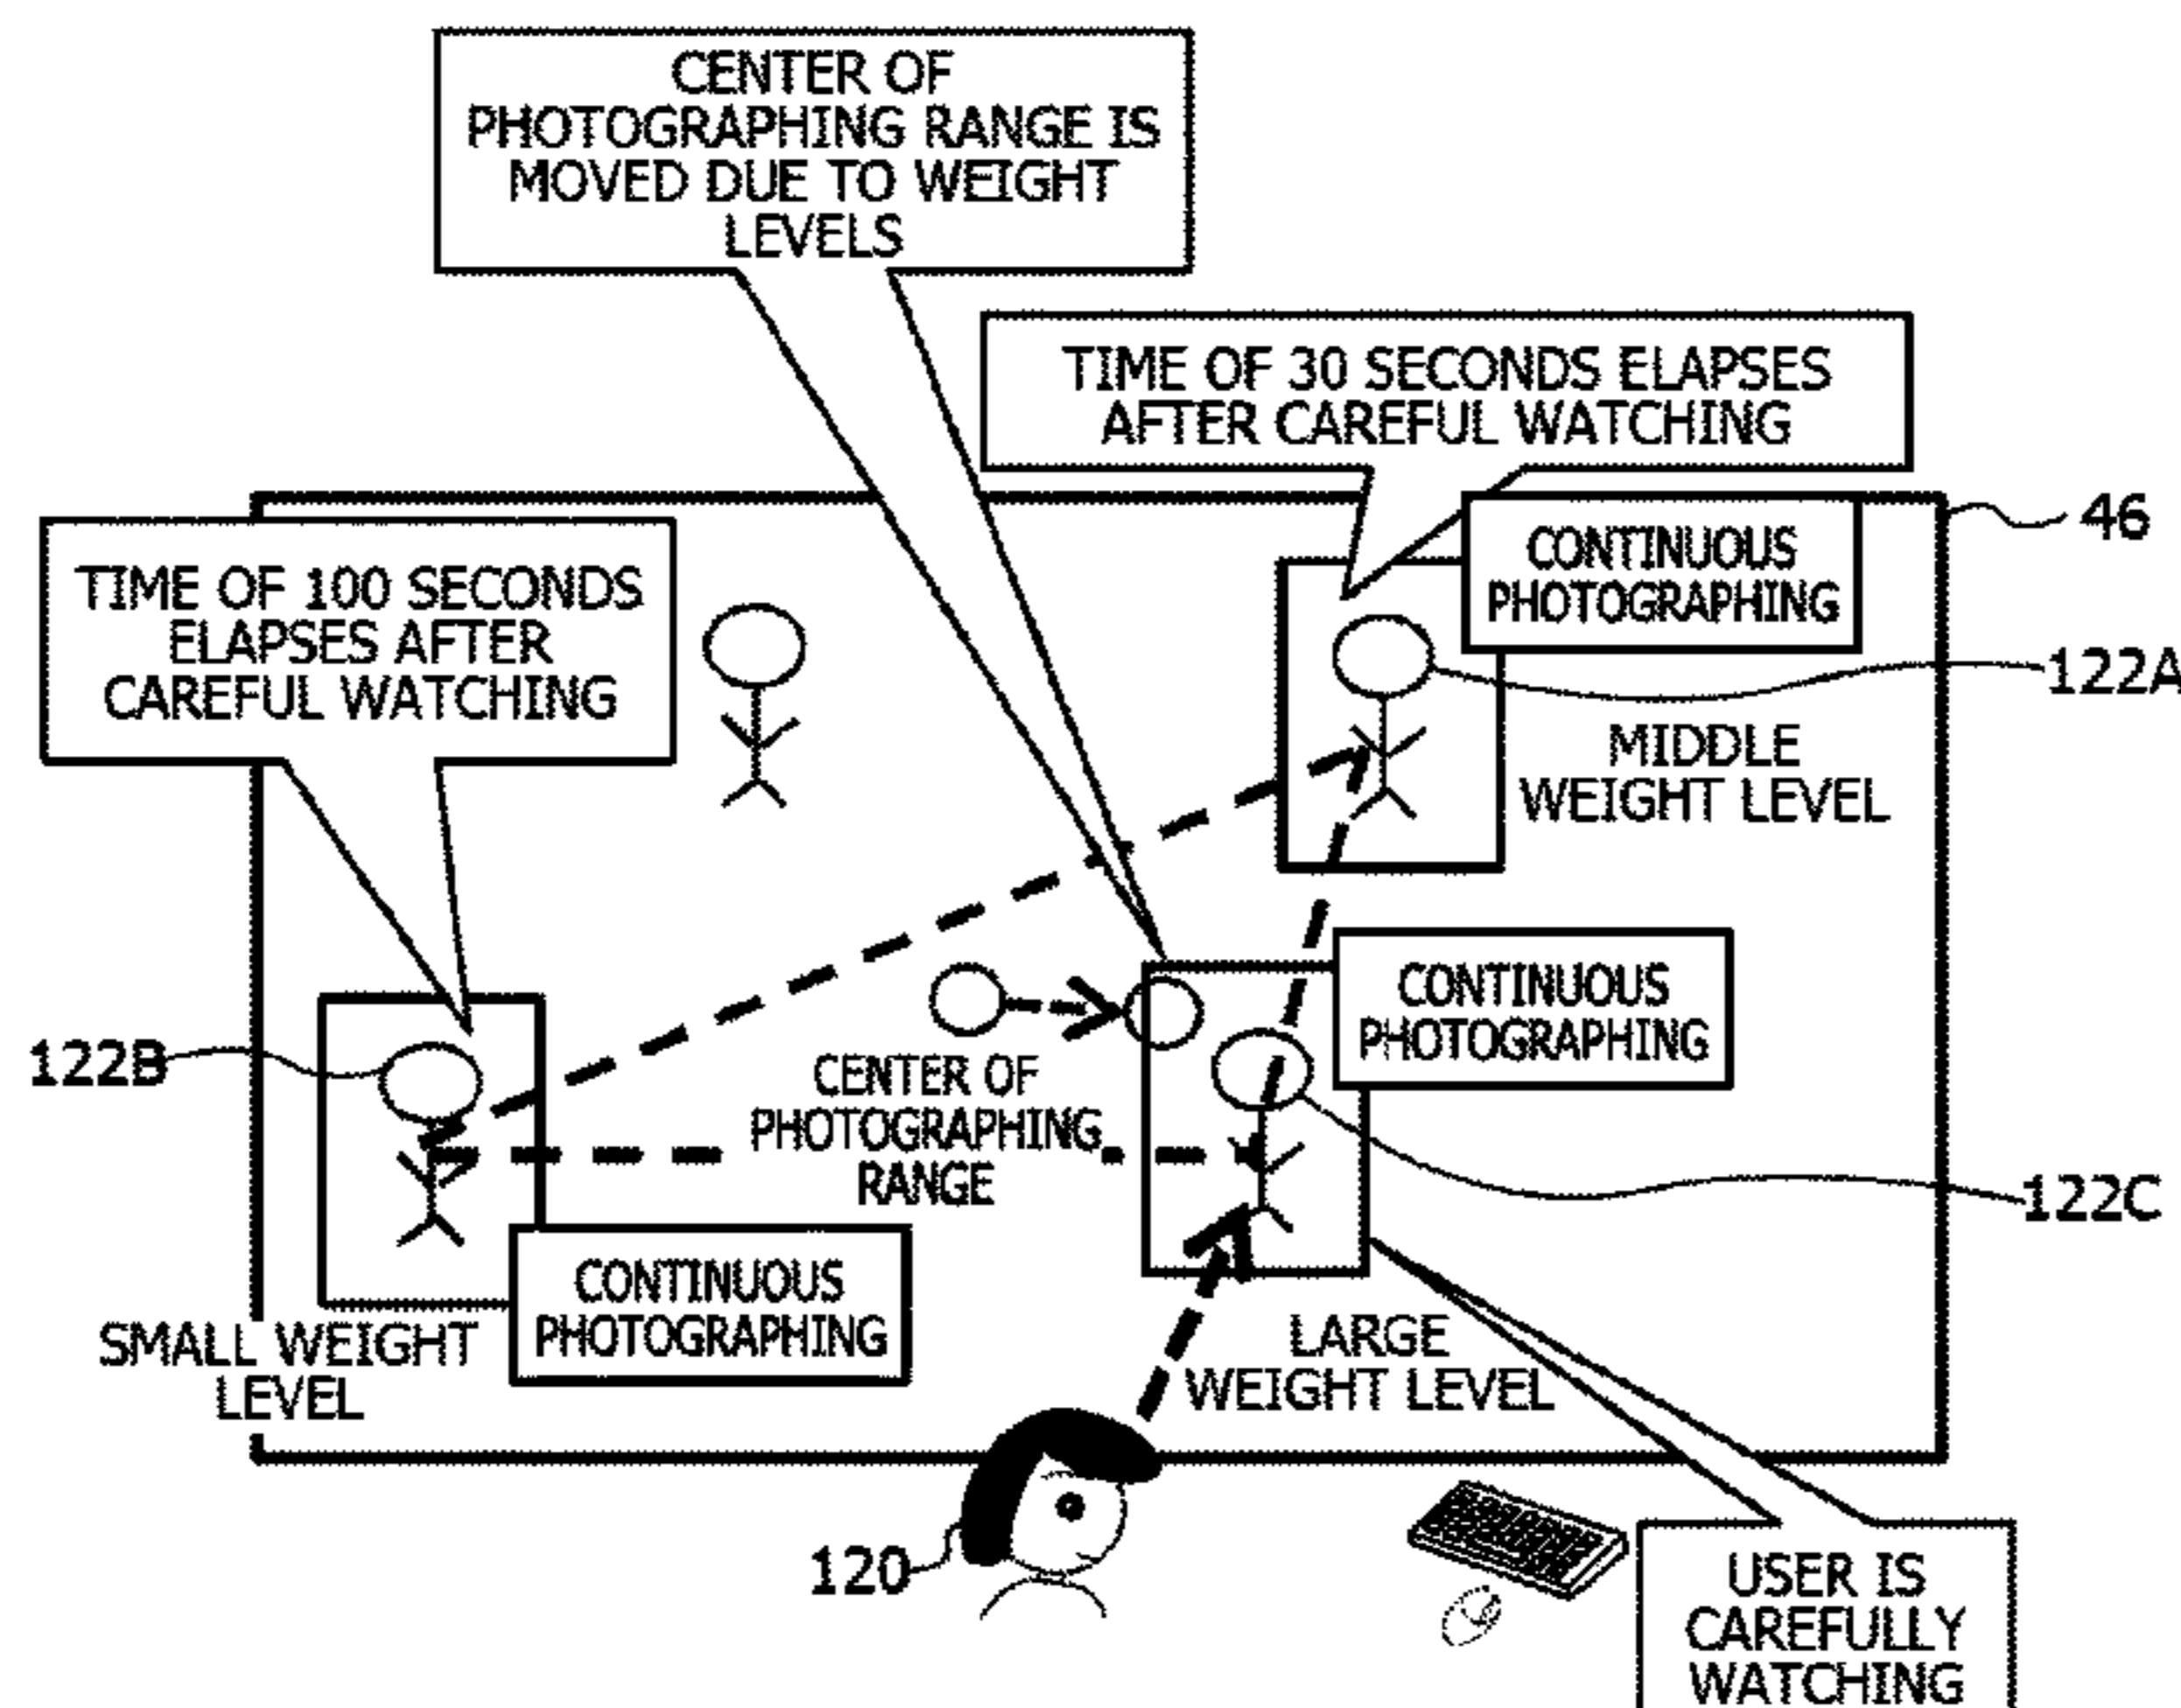 CENTER OF
PHOTOGRAPHING RANGE IS
MOVED DUE TO WEIGHT
LEVELS
TIME OF 30 SECONDS ELAPSES
AFTER CAREFUL WATCHING
46
CONTINUOUS
PHOTOGRAPHING
TIME OF 100 SECONDS
ELAPSES AFTER
CAREFUL WATCHING
122A
MIDDLE
WEIGHT LEVEL
CONTINUOUS
PHOTOGRAPHING
122B
CENTER OF
PHOTOGRAPHING
RANGE
122C
CONTINUOUS
PHOTOGRAPHING
SMALL WEIGHT
LEVEL
LARGE
WEIGHT LEVEL
120
USER IS
CAREFULLY
WATCHING